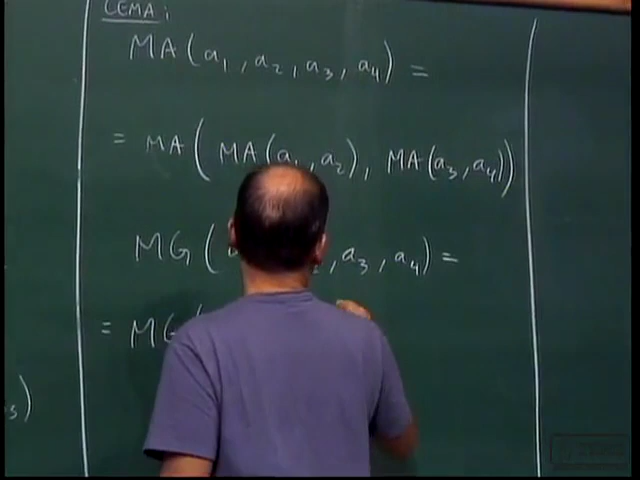 LEMA:
MA(a₁, a₂, a₃, a₄) =
= MA(MA(a₁, a₂), MA(a₃, a₄))
MG( , a₃, a₄) =
= MG(